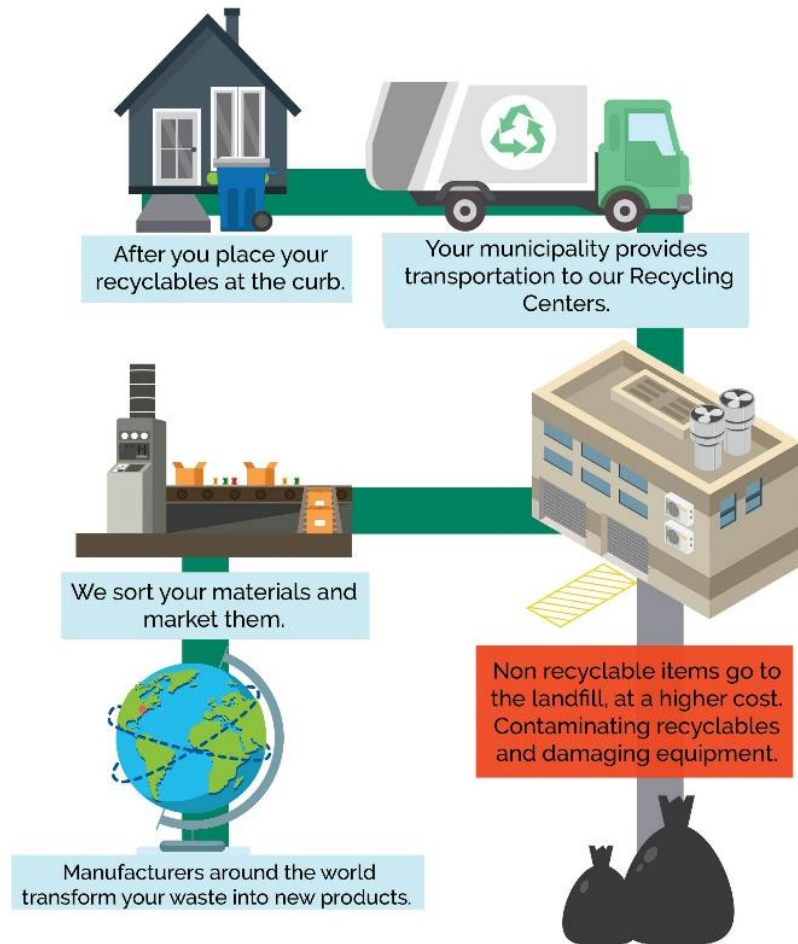 After you place your
recyclables at the curb.
Your municipality provides
transportation to our Recycling
Centers.
We sort your materials and
market them.
Non recyclable items go to
the landfill, at a higher cost.
Contaminating recyclables
and damaging equipment.
Manufacturers around the world
transform your waste into new products.